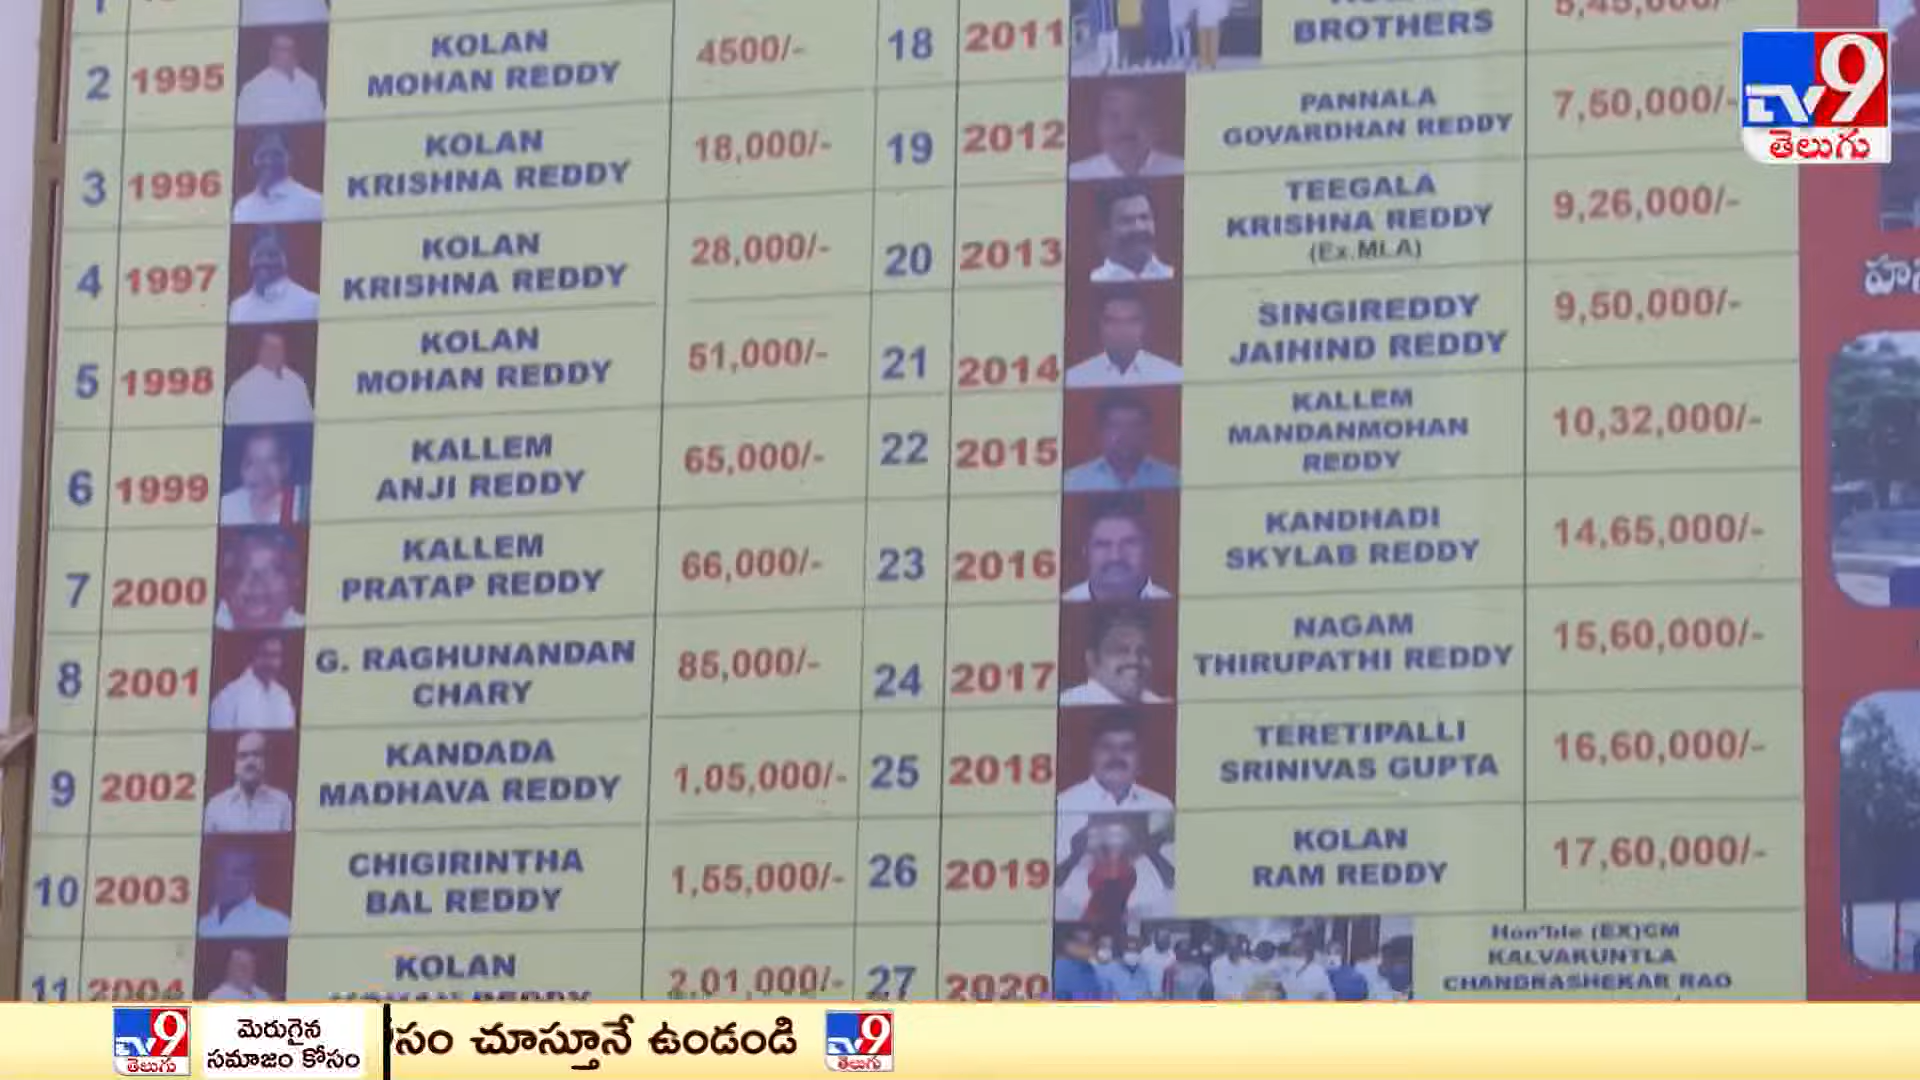 2 1995 KOLAN MOHAN REDDY 4500/-
3 1996 KOLAN KRISHNA REDDY 18,000/-
4 1997 KOLAN KRISHNA REDDY 28,000/-
5 1998 KOLAN MOHAN REDDY 51,000/-
6 1999 KALLEM ANJI REDDY 65,000/-
7 2000 KALLEM PRATAP REDDY 66,000/-
8 2001 G. RAGHUNANDAN CHARY 85,000/-
9 2002 KANDADA MADHAVA REDDY 1,05,000/-
10 2003 CHIGIRINTHA BAL REDDY 1,55,000/-
11 2004 KOLAN 2,01,000/-
18 2011 BROTHERS
19 2012 PANNALA GOVARDHAN REDDY 7,50,000/-
20 2013 TEEGALA KRISHNA REDDY (Ex.MLA) 9,26,000/-
21 2014 SINGIREDDY JAIHIND REDDY 9,50,000/-
22 2015 KALLEM MANDANMOHAN REDDY 10,32,000/-
23 2016 KANDHADI SKYLAB REDDY 14,65,000/-
24 2017 NAGAM THIRUPATHI REDDY 15,60,000/-
25 2018 TERETIPALLI SRINIVAS GUPTA 16,60,000/-
26 2019 KOLAN RAM REDDY 17,60,000/-
27 2020 Hon'ble (EX)CM KALVAKUNTLA CHANDRASHEKAR RAO
TV9
తెలుగు
TV9
తెలుగు
మెరుగైన
సమాజం కోసం
చూస్తూనే ఉండండి
TV9
తెలుగు